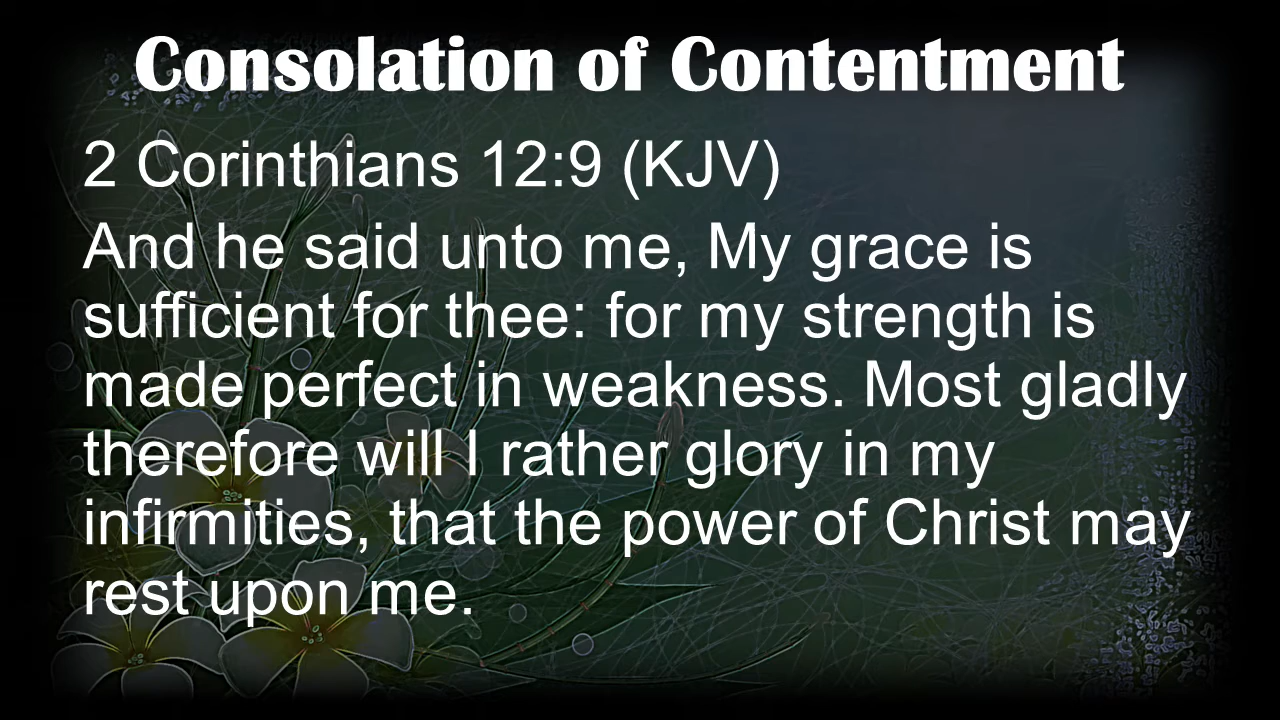 Consolation of Contentment
2 Corinthians 12:9 (KJV)
And he said unto me, My grace is
sufficient for thee: for my strength is
made perfect in weakness. Most gladly
therefore will I rather glory in my
infirmities, that the power of Christ may
rest upon me.